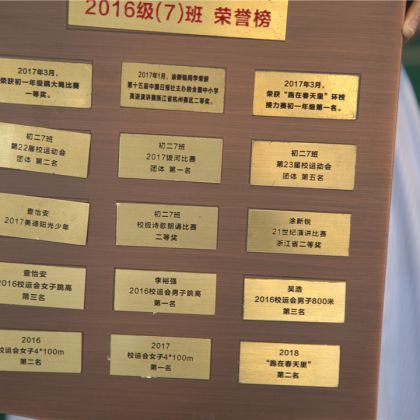 2016级(7)班 荣誉榜
2017年3月,
荣获初一年级跳大绳比赛
一等奖。
2017年1月,涂新锐同学荣获
第十五届中国日报社主办的全国中小学
英语演讲赛浙江省杭州赛区二等奖。
2017年3月,
荣获“跑在春天里”环校
接力赛初一年级第一名。
初二7班
第22届校运动会
团体 第二名
初二7班
2017拔河比赛
团体 第一名
初二7班
第23届校运动会
团体 第五名
查怡安
2017美德阳光少年
初二7班
校级诗歌朗诵比赛
二等奖
涂新锐
21世纪演讲比赛
浙江省二等奖
查怡安
2016校运会女子跳高
第三名
李裕强
2016校运会男子跳高
第一名
吴浩
2016校运会男子800米
第三名
2016
校运会女子4*100m
第二名
2017
校运会女子4*100m
第一名
2018
“跑在春天里”
第二名